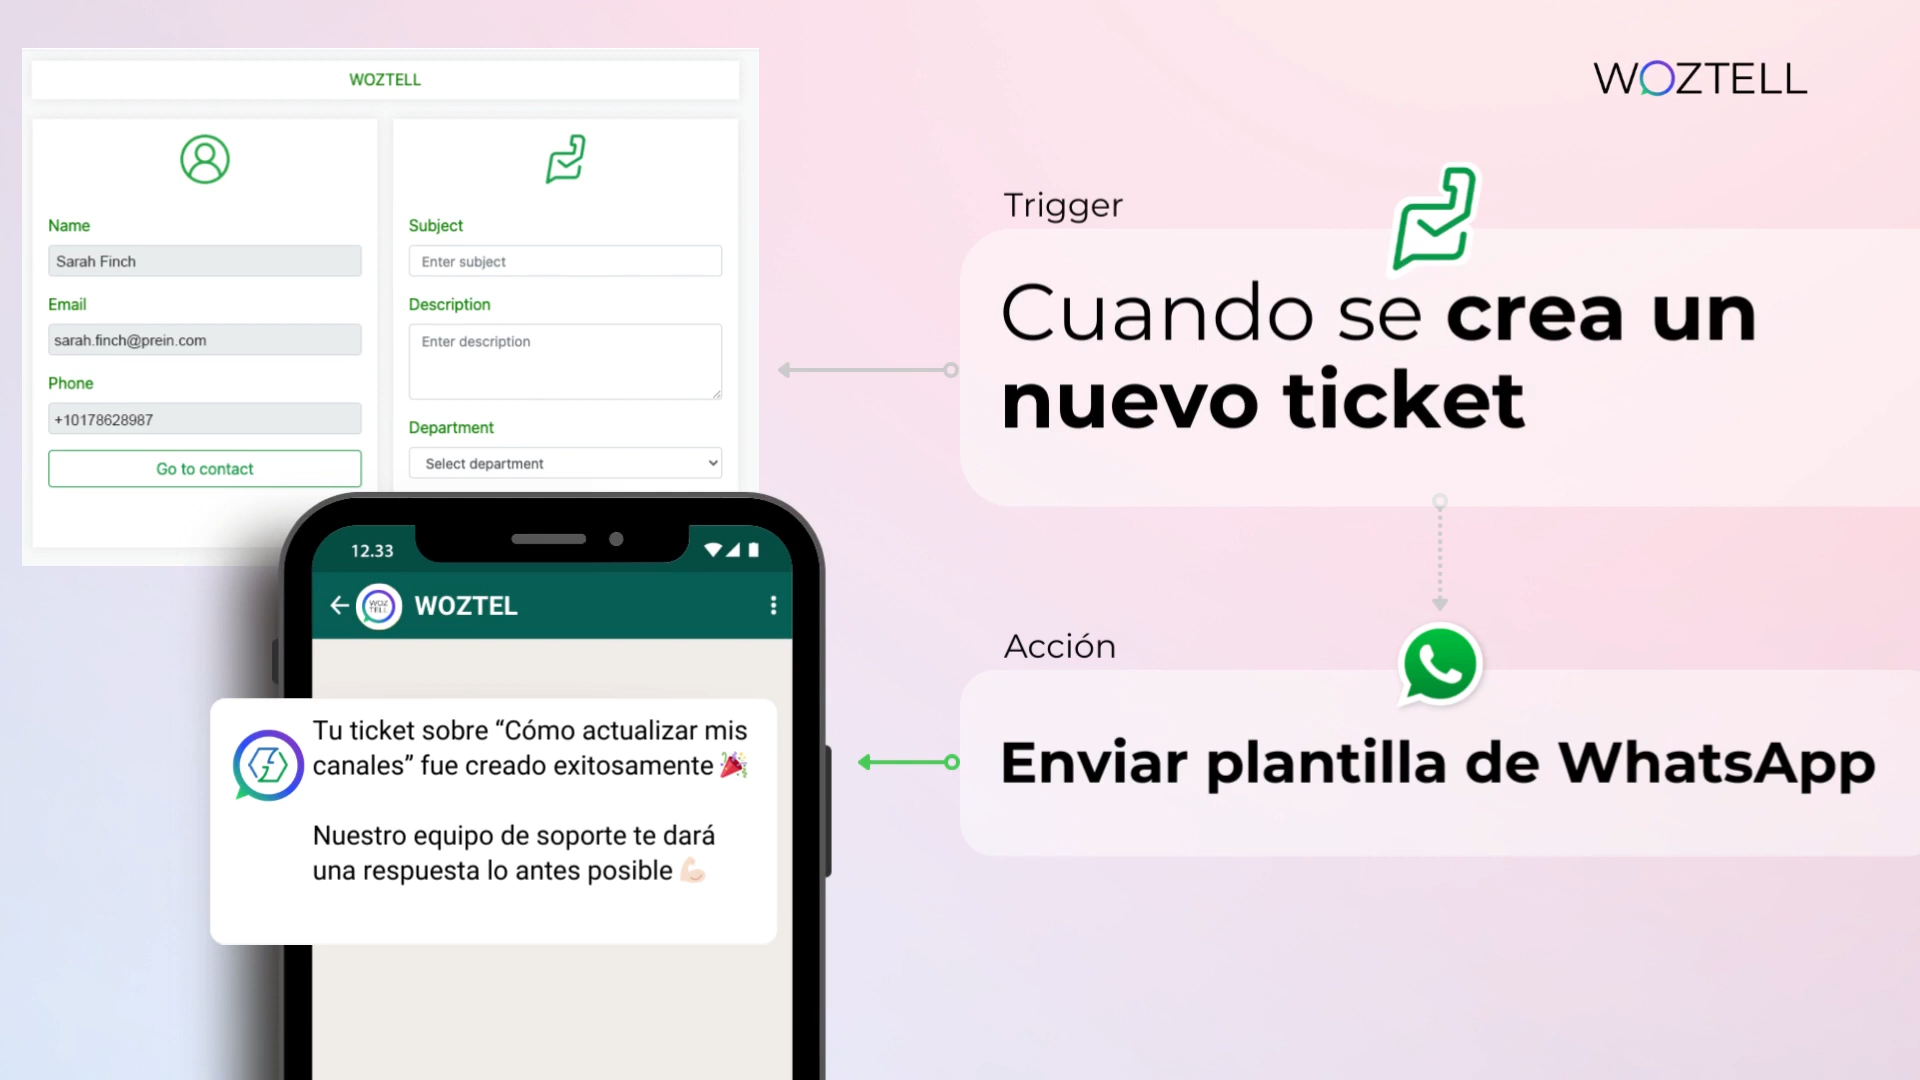 WOZTELL
Name
Sarah Finch
Email
sarah.finch@prein.com
Phone
+10178628987
Go to contact
Subject
Enter subject
Description
Enter description
Department
Select department
12.33
WOZ
TELL
WOZTEL
Tu ticket sobre “Cómo actualizar mis
canales” fue creado exitosamente 🎉
Nuestro equipo de soporte te dará
una respuesta lo antes posible 💪🏻
WOZTELL
Trigger
Cuando se crea un
nuevo ticket
Acción
Enviar plantilla de WhatsApp